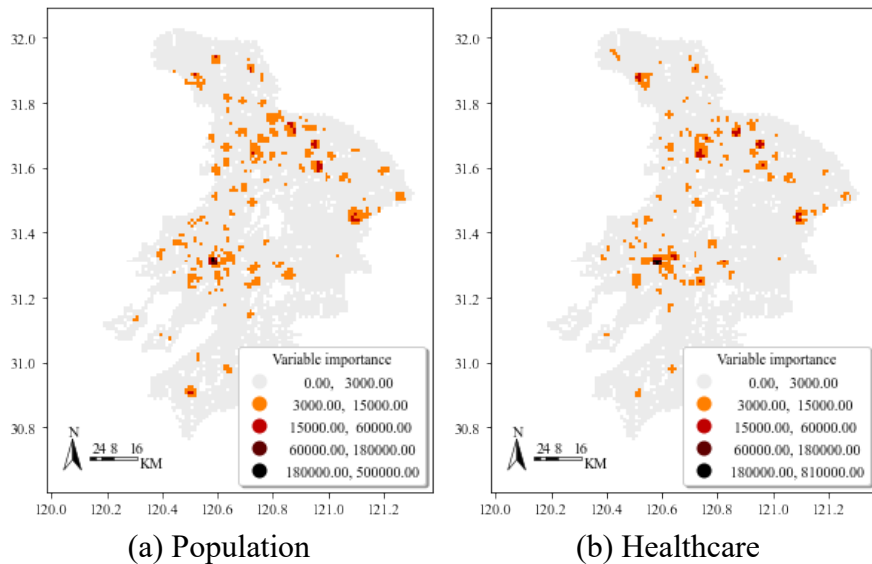 32.0
31.8
31.6
31.4
31.2
31.0
30.8
Variable importance
0.00, 3000.00
3000.00, 15000.00
15000.00, 60000.00
60000.00, 180000.00
180000.00, 500000.00
N
24 8 16
KM
120.0 120.2 120.4 120.6 120.8 121.0 121.2
(a) Population
32.0
31.8
31.6
31.4
31.2
31.0
30.8
Variable importance
0.00, 3000.00
3000.00, 15000.00
15000.00, 60000.00
60000.00, 180000.00
180000.00, 810000.00
N
24 8 16
KM
120.0 120.2 120.4 120.6 120.8 121.0 121.2
(b) Healthcare